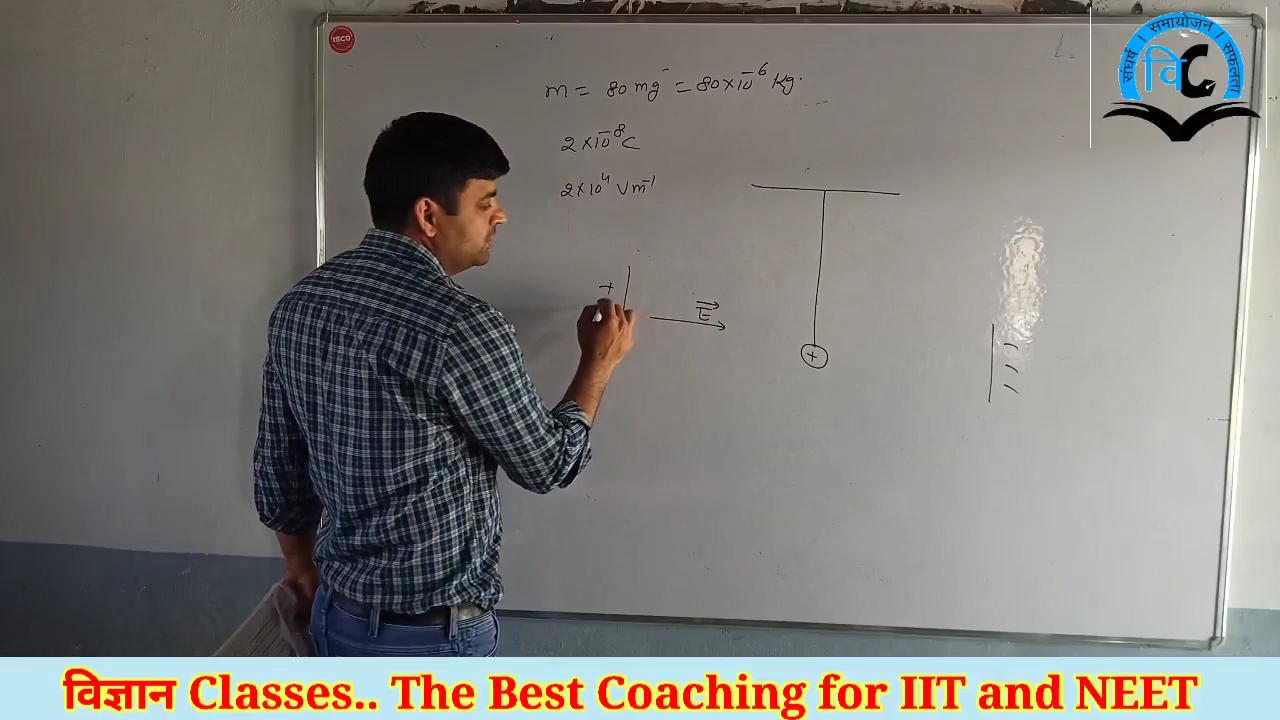 ISCO
संघर्ष । समायोजन । सफलता।
वि
m = 80 mg = 80×10⁻⁶ Kg.
2×10⁻⁸ C
2×10⁴ Vm⁻¹
+
E⃗
+
विज्ञान Classes.. The Best Coaching for IIT and NEET